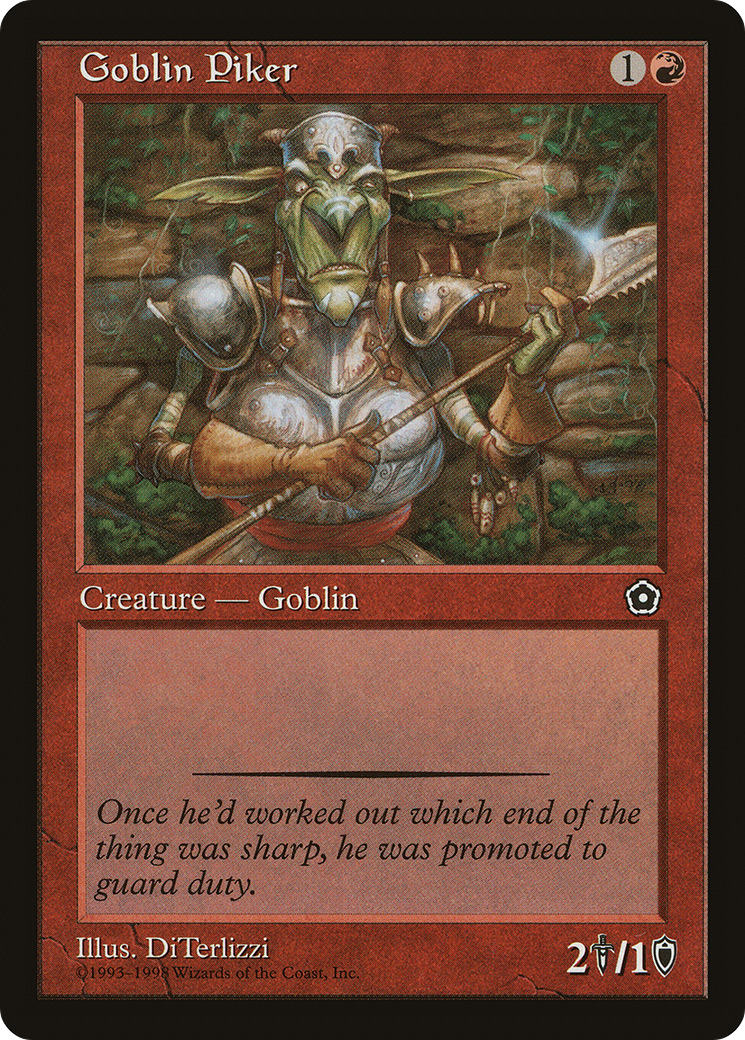 Goblin Piker 1
Creature — Goblin
Once he'd worked out which end of the
thing was sharp, he was promoted to
guard duty.
Illus. DiTerlizzi
©1993–1998 Wizards of the Coast, Inc.
2/1